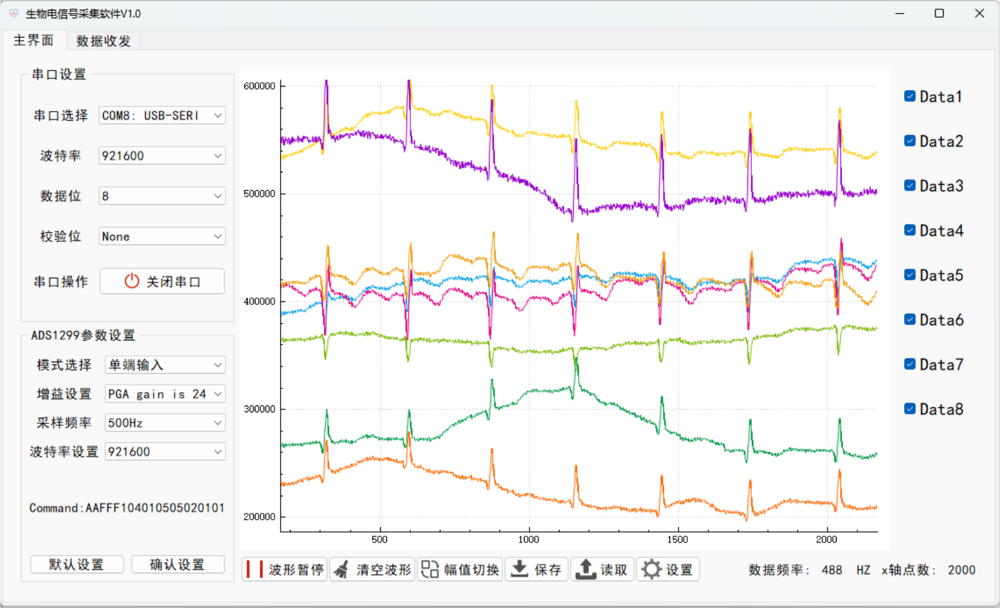 生物电信号采集软件V1.0
主界面
数据收发
串口设置
串口选择 COM8: USB-SERI
波特率 921600
数据位 8
校验位 None
串口操作 关闭串口
ADS1299参数设置
模式选择 单端输入
增益设置 PGA gain is 24
采样频率 500Hz
波特率设置 921600
Command:AAFFF104010505020101
默认设置 确认设置
600000
500000
400000
300000
200000
500 1000 1500 2000
Data1
Data2
Data3
Data4
Data5
Data6
Data7
Data8
波形暂停 清空波形 幅值切换 保存 读取 设置 数据频率: 488 HZ x轴点数: 2000